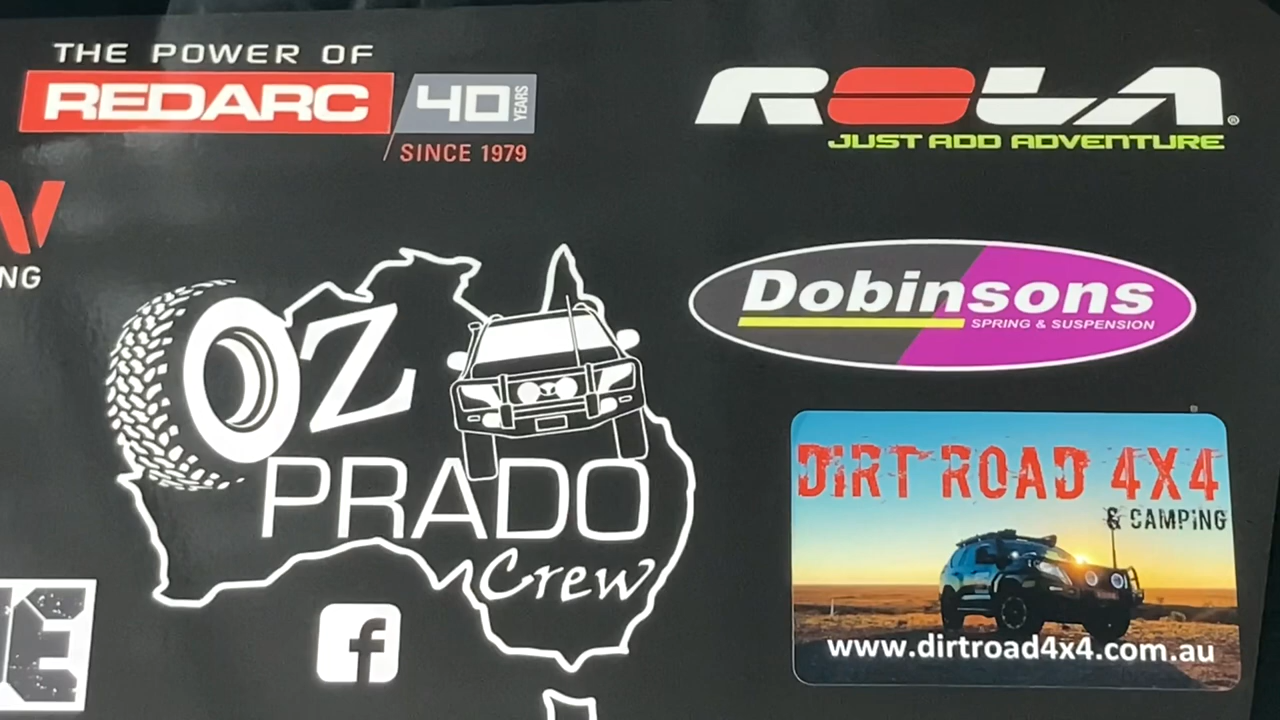 THE POWER OF
REDARC
40 YEARS
SINCE 1979
ROLA®
JUST ADD ADVENTURE
Dobinsons
SPRING & SUSPENSION
OZ
PRADO
Crew
f
DIRT ROAD 4X4
& CAMPING
www.dirtroad4x4.com.au